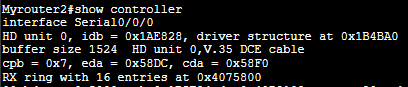 Myrouter2#show controller
interface Serial0/0/0
HD unit 0, idb = 0x1AE828, driver structure at 0x1B4BA0
buffer size 1524  HD unit 0,V.35 DCE cable
cpb = 0x7, eda = 0x58DC, cda = 0x58F0
RX ring with 16 entries at 0x4075800